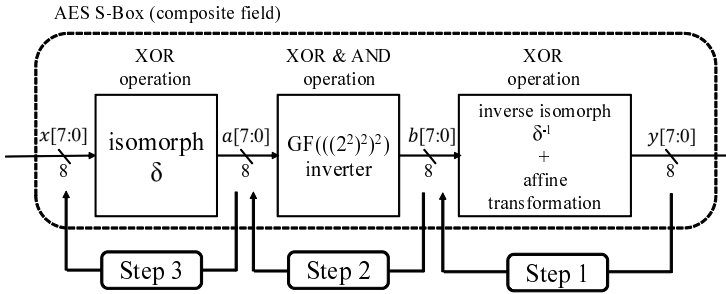 AES S-Box (composite field)
XOR
operation
XOR & AND
operation
XOR
operation
x[7:0]
8
isomorph
δ
a[7:0]
8
GF(((2²)²)²)
inverter
b[7:0]
8
inverse isomorph
δ⁻¹
+
affine
transformation
y[7:0]
8
Step 3
Step 2
Step 1